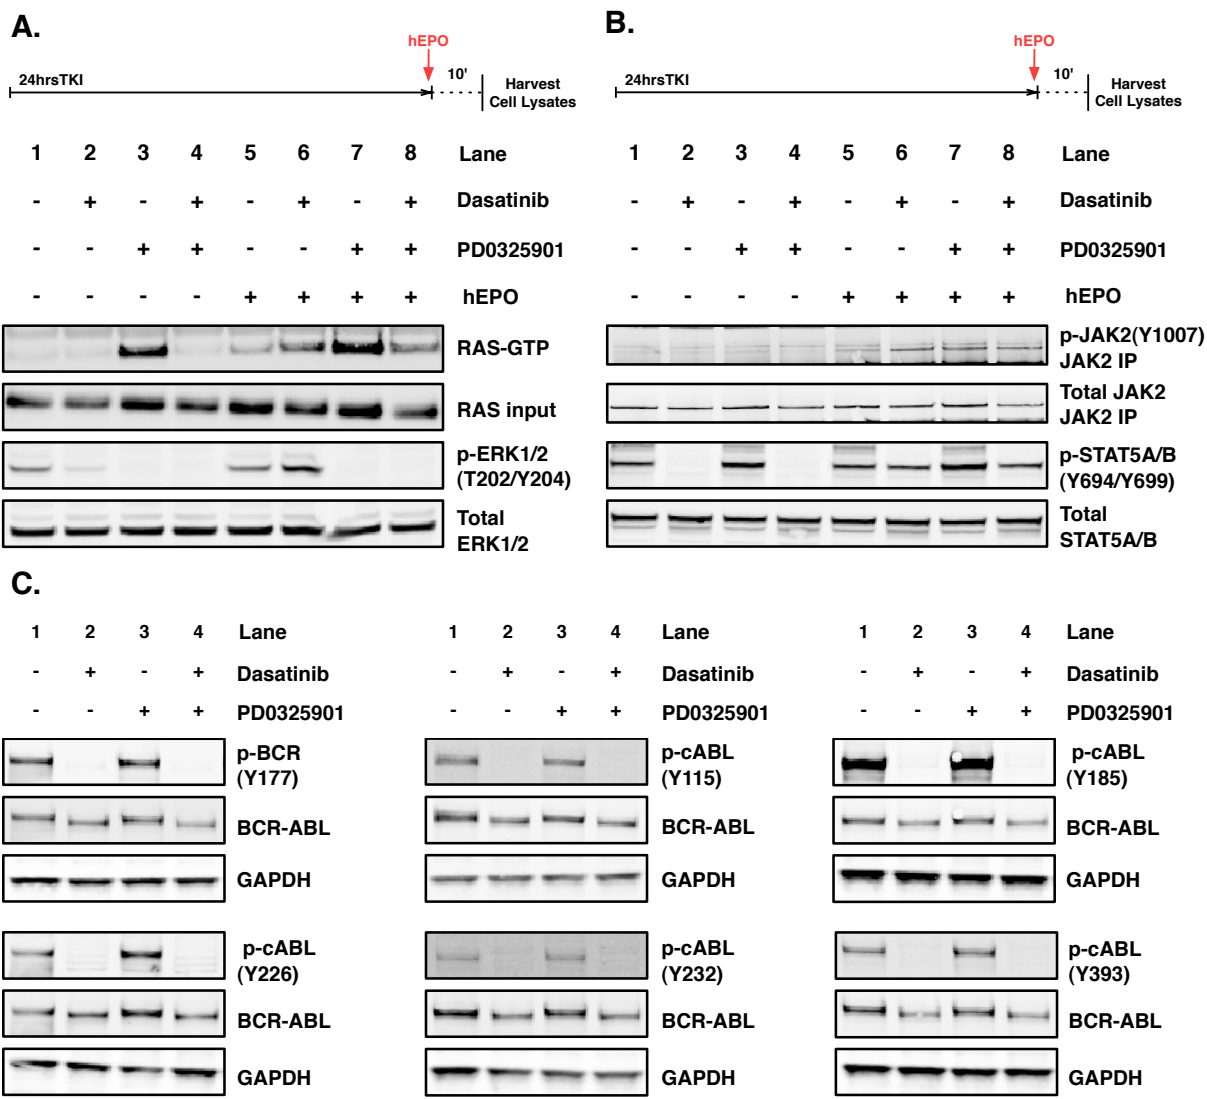 A.
hEPO
24hrsTKI
10'
Harvest
Cell Lysates
1 2 3 4 5 6 7 8 Lane
- + - + - + - + Dasatinib
- - + + - - + + PD0325901
- - - - + + + + hEPO
RAS-GTP
RAS input
p-ERK1/2
(T202/Y204)
Total
ERK1/2
B.
hEPO
24hrsTKI
10'
Harvest
Cell Lysates
1 2 3 4 5 6 7 8 Lane
- + - + - + - + Dasatinib
- - + + - - + + PD0325901
- - - - + + + + hEPO
p-JAK2(Y1007)
JAK2 IP
Total JAK2
JAK2 IP
p-STAT5A/B
(Y694/Y699)
Total
STAT5A/B
C.
1 2 3 4 Lane
- + - + Dasatinib
- - + + PD0325901
p-BCR
(Y177)
BCR-ABL
GAPDH
1 2 3 4 Lane
- + - + Dasatinib
- - + + PD0325901
p-cABL
(Y115)
BCR-ABL
GAPDH
1 2 3 4 Lane
- + - + Dasatinib
- - + + PD0325901
p-cABL
(Y185)
BCR-ABL
GAPDH
p-cABL
(Y226)
BCR-ABL
GAPDH
p-cABL
(Y232)
BCR-ABL
GAPDH
p-cABL
(Y393)
BCR-ABL
GAPDH